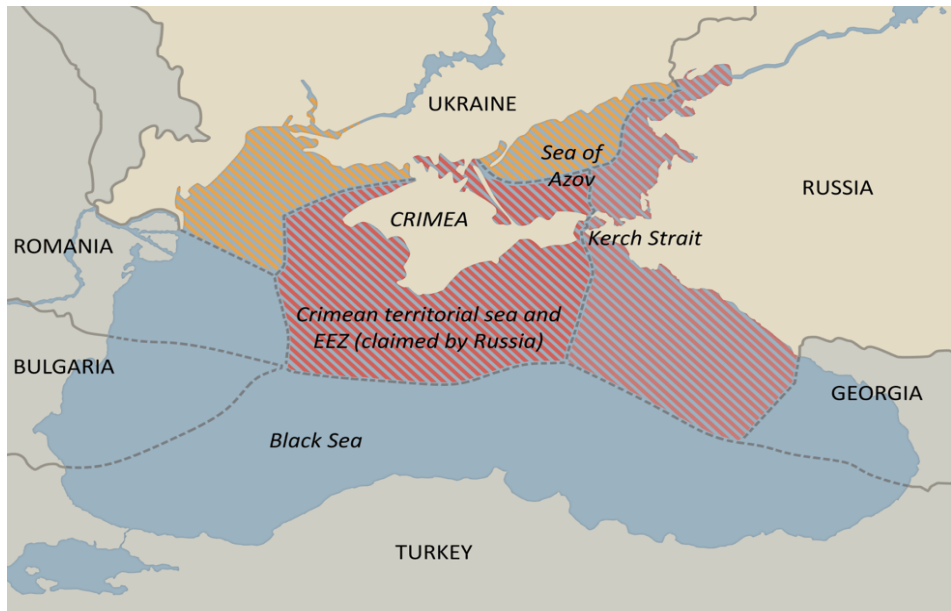 UKRAINE
Sea of
Azov
RUSSIA
CRIMEA
Kerch Strait
ROMANIA
Crimean territorial sea and
EEZ (claimed by Russia)
BULGARIA
GEORGIA
Black Sea
TURKEY